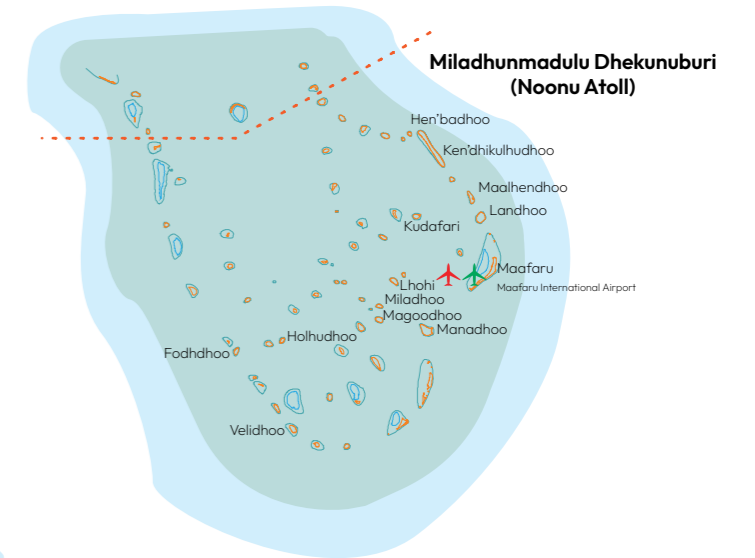 Miladhunmadulu Dhekunuburi
(Noonu Atoll)
Hen'badhoo
Ken'dhikulhudhoo
Maalhendhoo
Landhoo
Kudafari
Maafaru
Maafaru International Airport
Lhohi
Miladhoo
Magoodhoo
Manadhoo
Holhudhoo
Fodhdhoo
Velidhoo